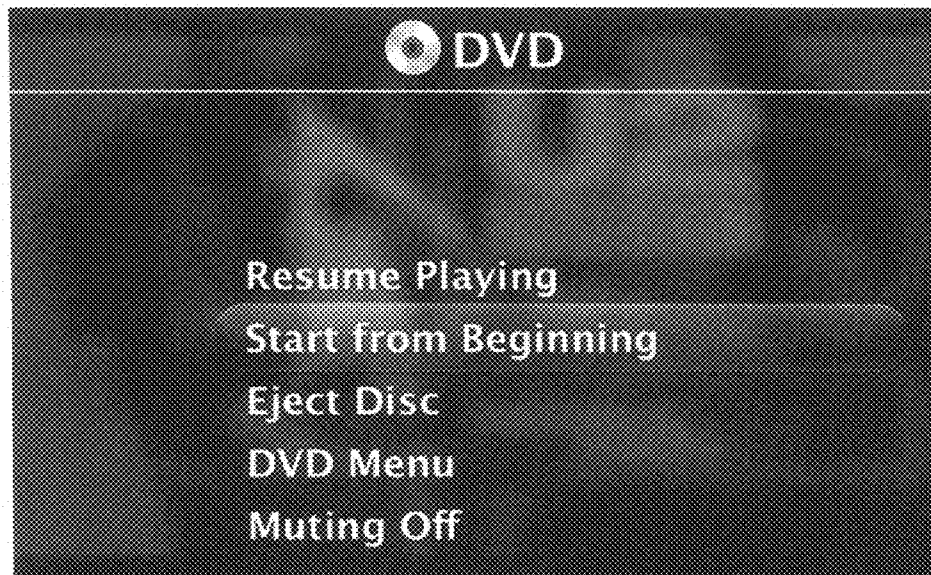 DVD
Resume Playing
Start from Beginning
Eject Disc
DVD Menu
Muting Off